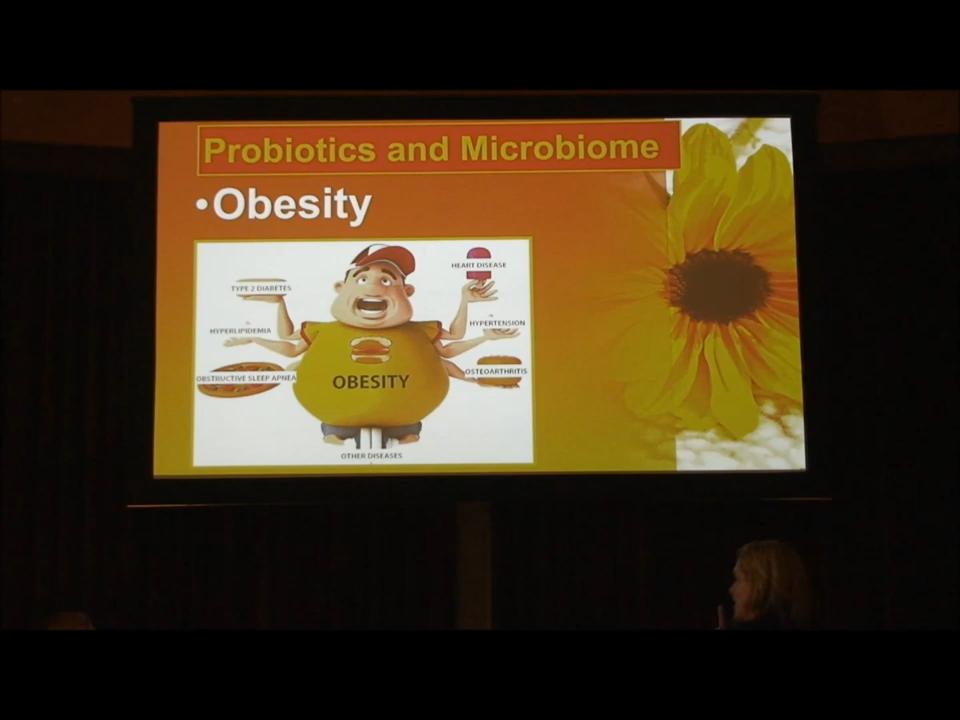 Probiotics and Microbiome
•Obesity
HEART DISEASE
TYPE 2 DIABETES
HYPERTENSION
HYPERLIPIDEMIA
OSTEOARTHRITIS
OBSTRUCTIVE SLEEP APNEA
OBESITY
OTHER DISEASES